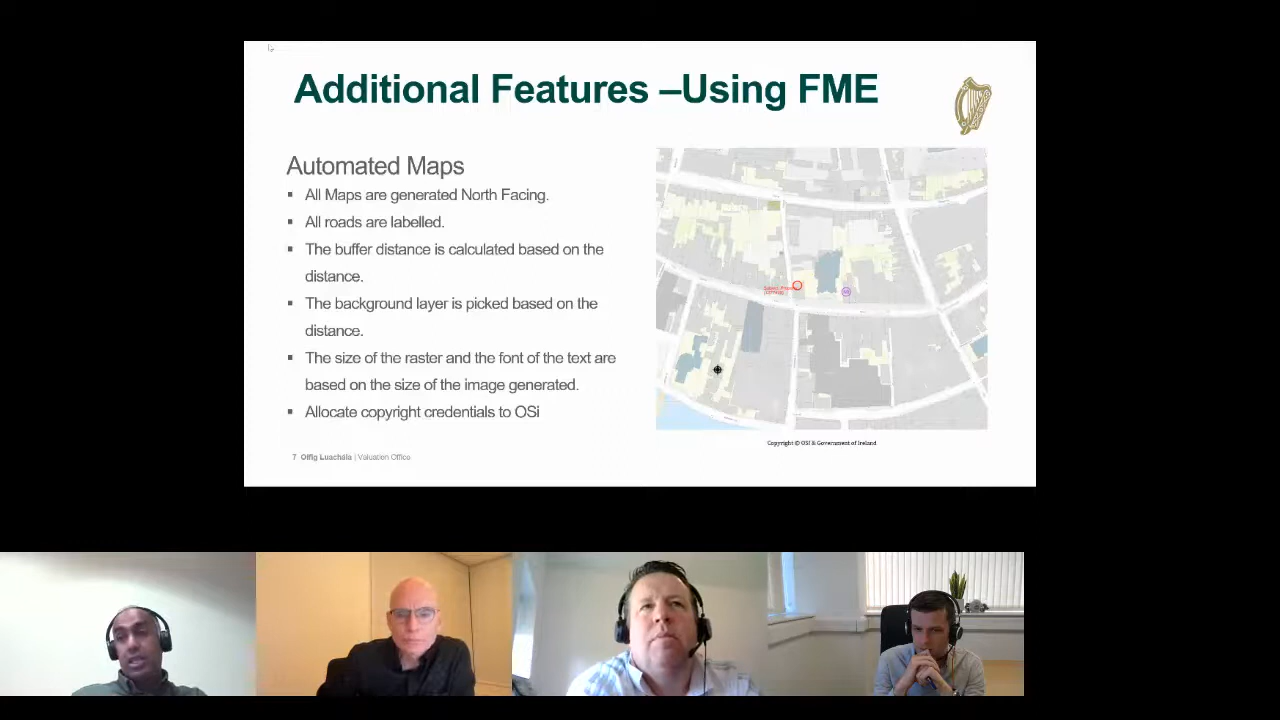 Additional Features –Using FME
Automated Maps
▪ All Maps are generated North Facing.
▪ All roads are labelled.
▪ The buffer distance is calculated based on the
distance.
▪ The background layer is picked based on the
distance.
▪ The size of the raster and the font of the text are
based on the size of the image generated.
▪ Allocate copyright credentials to OSi
Copyright © OSI & Government of Ireland
7 Oifig Luachála | Valuation Office